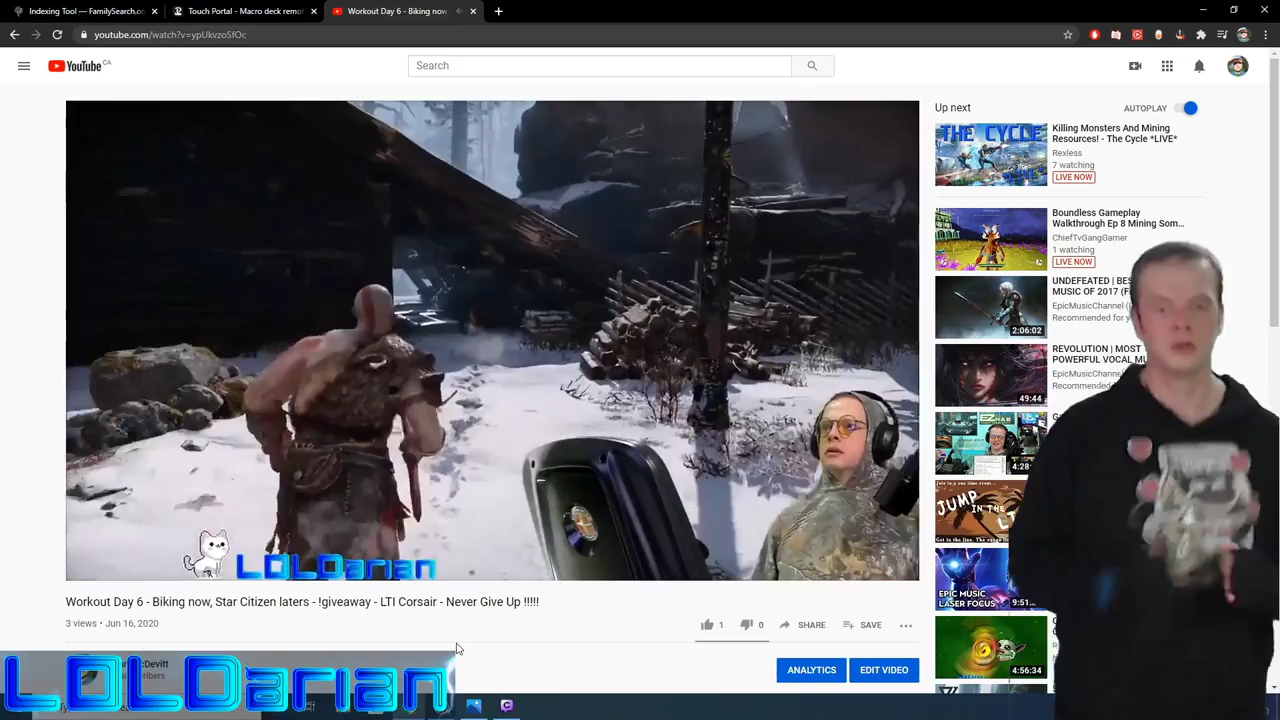 Indexing Tool — FamilySearch.org
Touch Portal - Macro deck remot
Workout Day 6 - Biking now,
youtube.com/watch?v=ypUkvzoSfOc
YouTube CA
Search
Up next
AUTOPLAY
THE CYCLE
*LIVE*
Killing Monsters And Mining
Resources! - The Cycle *LIVE*
Rexless
7 watching
LIVE NOW
Boundless Gameplay
Walkthrough Ep 8 Mining Som...
ChiefTvGangGamer
1 watching
LIVE NOW
UNDEFEATED | BES
MUSIC OF 2017
EpicMusicChannel
Recommended for y
2:06:02
REVOLUTION | MOST
POWERFUL VOCAL MU
EpicMusicChanne
Recommended
49:44
4:28
JUMP
IN THE
EPIC MUSIC
LASER FOCUS
9:51
4:56:34
LOLDarian
Workout Day 6 - Biking now, Star Citizen laters - !giveaway - LTI Corsair - Never Give Up !!!!!
3 views • Jun 16, 2020
1
0
SHARE
SAVE
ANALYTICS
EDIT VIDEO
Devitt
LOLDarian